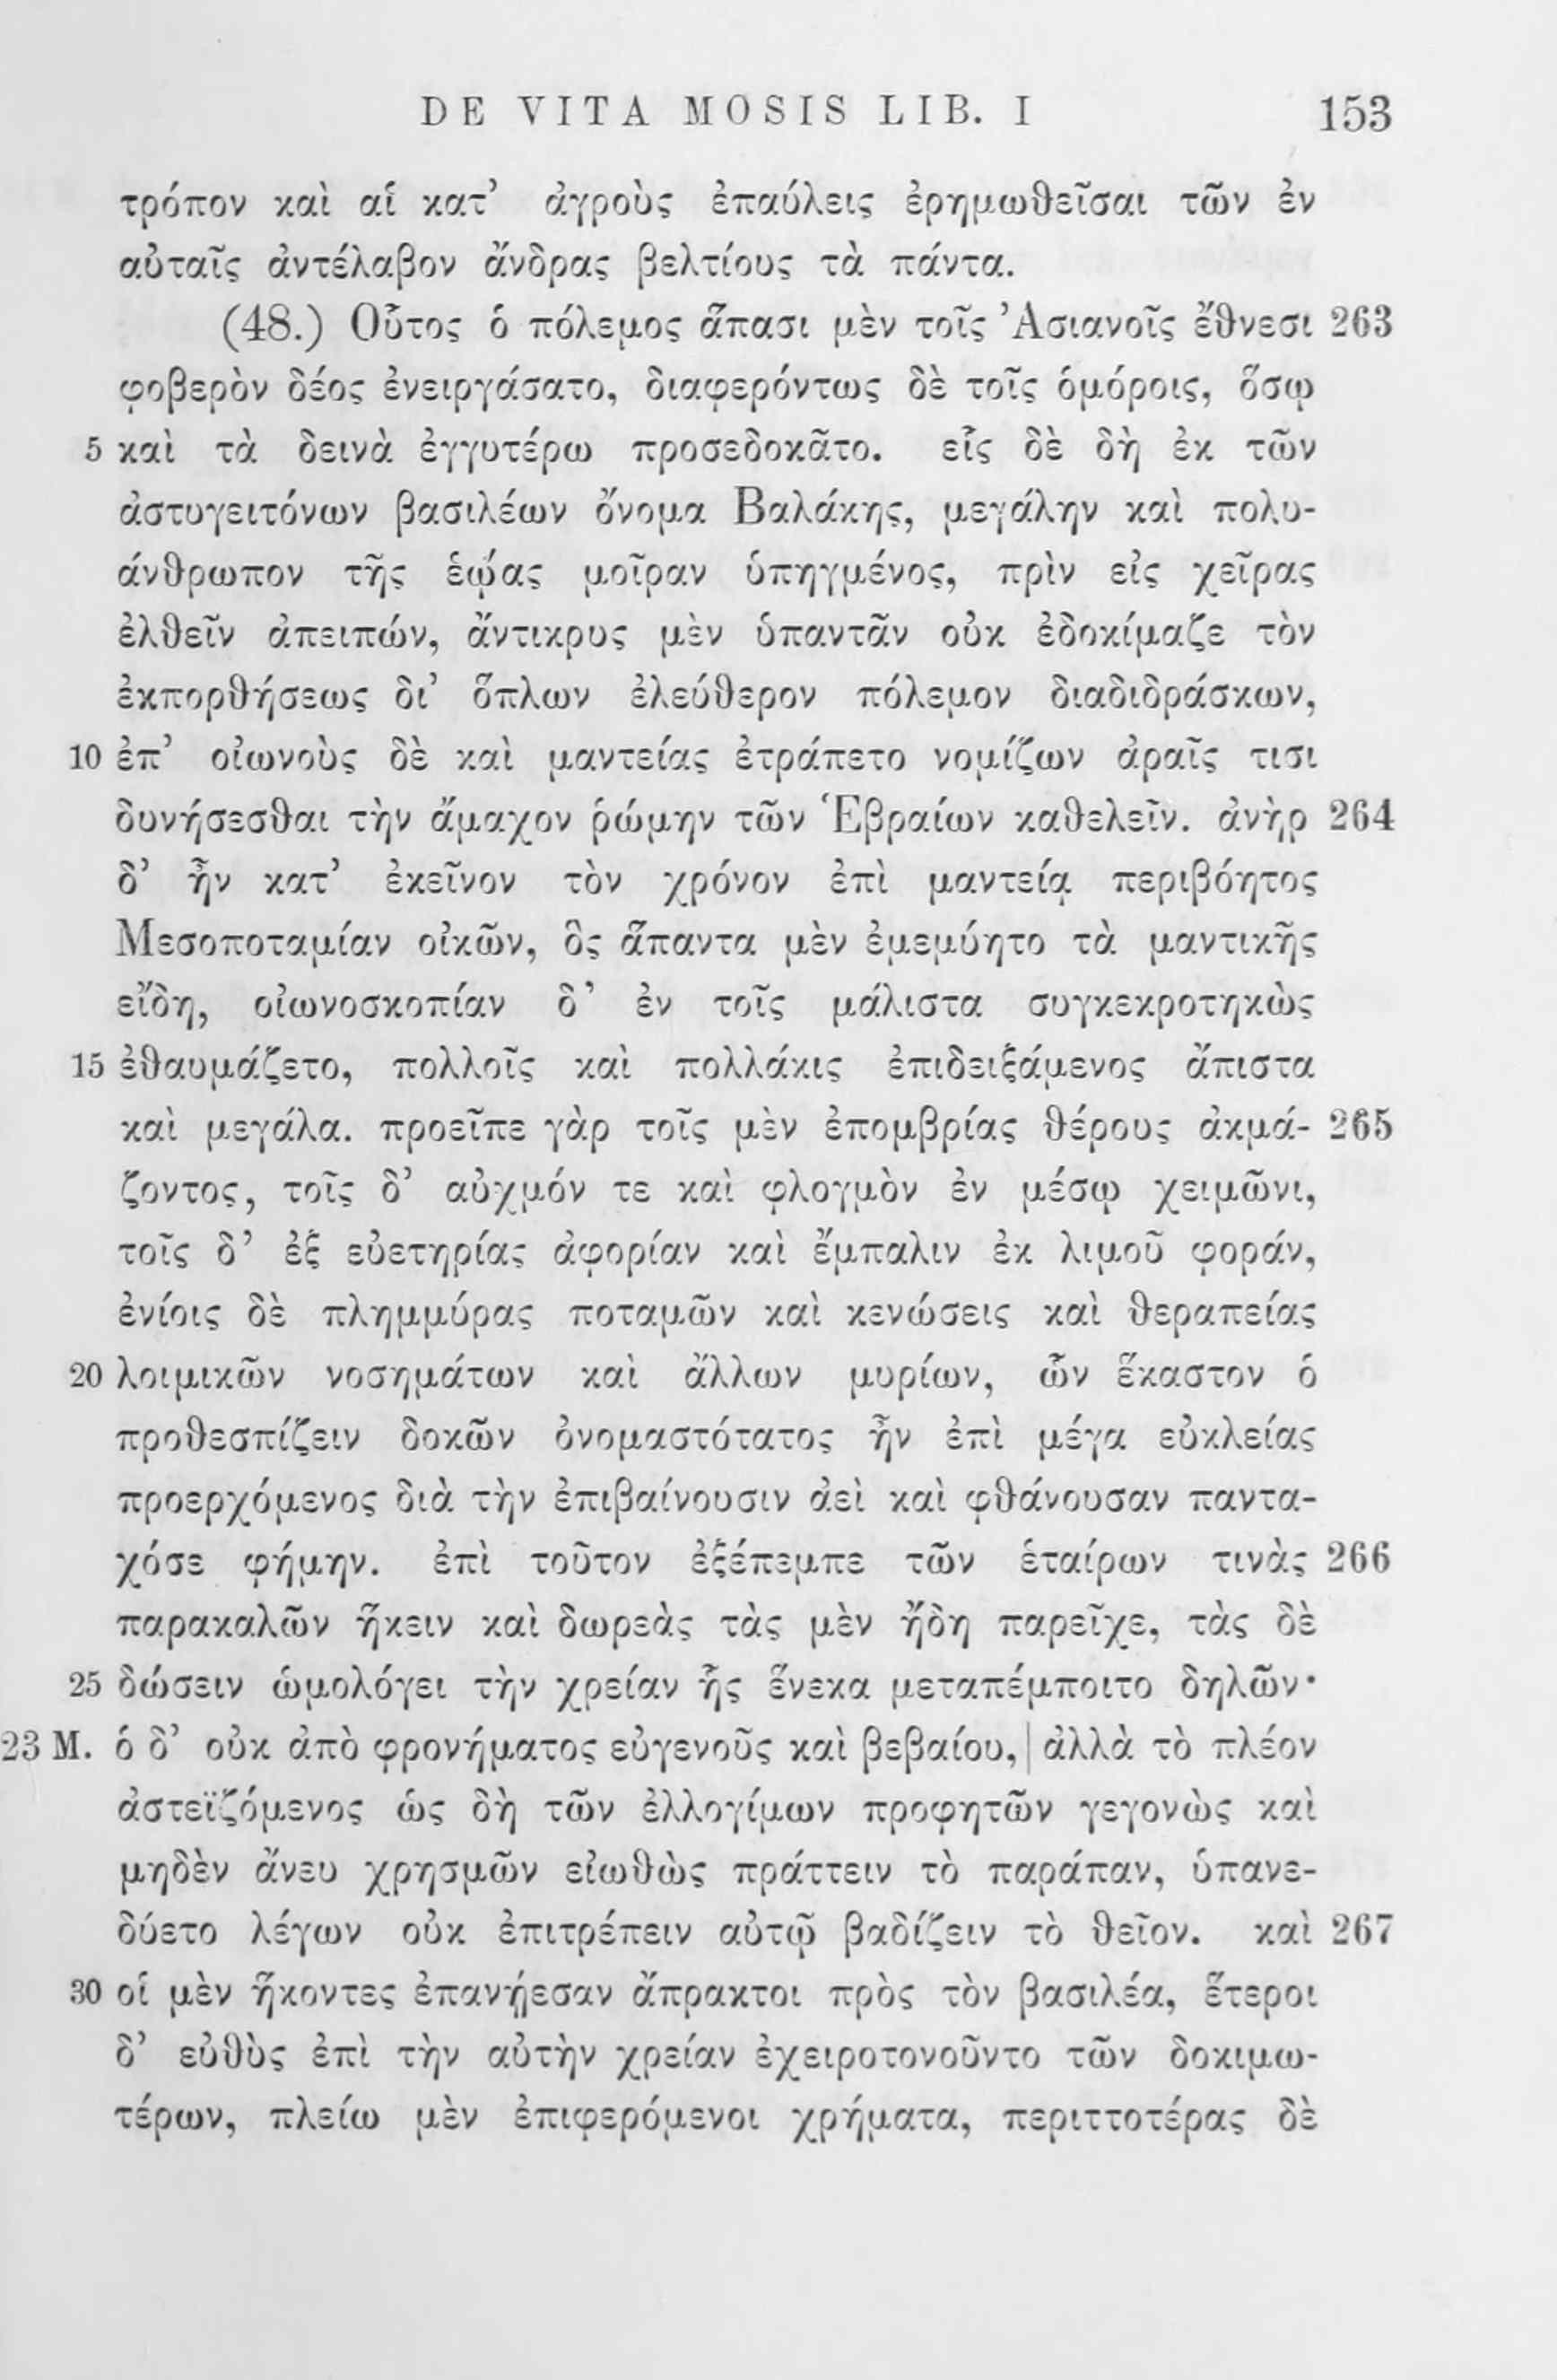 DE VITA MOSIS LIB. I 153
τρόπον καὶ αἱ κατ’ ἀγροὺς ἐπαύλεις ἐρημωθεῖσαι τῶν ἐν
αὐταῖς ἀντέλαβον ἄνδρας βελτίους τὰ πάντα.
(48.) Οὗτος ὁ πόλεμος ἅπασι μὲν τοῖς Ἀσιανοῖς ἔθνεσι 263
φοβερὸν δέος ἐνειργάσατο, διαφερόντως δὲ τοῖς ὁμόροις, ὅσῳ
5 καὶ τὰ δεινὰ ἐγγυτέρω προσεδοκᾶτο. εἷς δὲ δὴ ἐκ τῶν
ἀστυγειτόνων βασιλέων ὄνομα Βαλάκης, μεγάλην καὶ πολυ-
άνθρωπον τῆς ἑῴας μοῖραν ὑπηγμένος, πρὶν εἰς χεῖρας
ἐλθεῖν ἀπειπών, ἄντικρυς μὲν ὑπαντᾶν οὐκ ἐδοκίμαζε τὸν
ἐκπορθήσεως δι’ ὅπλων ἐλεύθερον πόλεμον διαδιδράσκων,
10 ἐπ’ οἰωνοὺς δὲ καὶ μαντείας ἐτράπετο νομίζων ἀραῖς τισι
δυνήσεσθαι τὴν ἄμαχον ῥώμην τῶν Ἑβραίων καθελεῖν. ἀνὴρ 264
δ’ ἦν κατ’ ἐκεῖνον τὸν χρόνον ἐπὶ μαντείᾳ περιβόητος
Μεσοποταμίαν οἰκῶν, ὃς ἅπαντα μὲν ἐμεμύητο τὰ μαντικῆς
εἴδη, οἰωνοσκοπίαν δ’ ἐν τοῖς μάλιστα συγκεκροτηκὼς
15 ἐθαυμάζετο, πολλοῖς καὶ πολλάκις ἐπιδειξάμενος ἄπιστα
καὶ μεγάλα. προεῖπε γὰρ τοῖς μὲν ἐπομβρίας θέρους ἀκμά- 265
ζοντος, τοῖς δ’ αὐχμόν τε καὶ φλογμὸν ἐν μέσῳ χειμῶνι,
τοῖς δ’ ἐξ εὐετηρίας ἀφορίαν καὶ ἔμπαλιν ἐκ λιμοῦ φοράν,
ἐνίοις δὲ πλημμύρας ποταμῶν καὶ κενώσεις καὶ θεραπείας
20 λοιμικῶν νοσημάτων καὶ ἄλλων μυρίων, ὧν ἕκαστον ὁ
προθεσπίζειν δοκῶν ὀνομαστότατος ἦν ἐπὶ μέγα εὐκλείας
προερχόμενος διὰ τὴν ἐπιβαίνουσιν ἀεὶ καὶ φθάνουσαν παντα-
χόσε φήμην. ἐπὶ τοῦτον ἐξέπεμπε τῶν ἑταίρων τινὰς 266
παρακαλῶν ἥκειν καὶ δωρεὰς τὰς μὲν ἤδη παρεῖχε, τὰς δὲ
25 δώσειν ὡμολόγει τὴν χρείαν ἧς ἕνεκα μεταπέμποιτο δηλῶν·
23 M. ὁ δ’ οὐκ ἀπὸ φρονήματος εὐγενοῦς καὶ βεβαίου, | ἀλλὰ τὸ πλέον
ἀστεϊζόμενος ὡς δὴ τῶν ἐλλογίμων προφητῶν γεγονὼς καὶ
μηδὲν ἄνευ χρησμῶν εἰωθὼς πράττειν τὸ παράπαν, ὑπανε-
δύετο λέγων οὐκ ἐπιτρέπειν αὐτῷ βαδίζειν τὸ θεῖον. καὶ 267
30 οἱ μὲν ἥκοντες ἐπανῄεσαν ἄπρακτοι πρὸς τὸν βασιλέα, ἕτεροι
δ’ εὐθὺς ἐπὶ τὴν αὐτὴν χρείαν ἐχειροτονοῦντο τῶν δοκιμω-
τέρων, πλείω μὲν ἐπιφερόμενοι χρήματα, περιττοτέρας δὲ